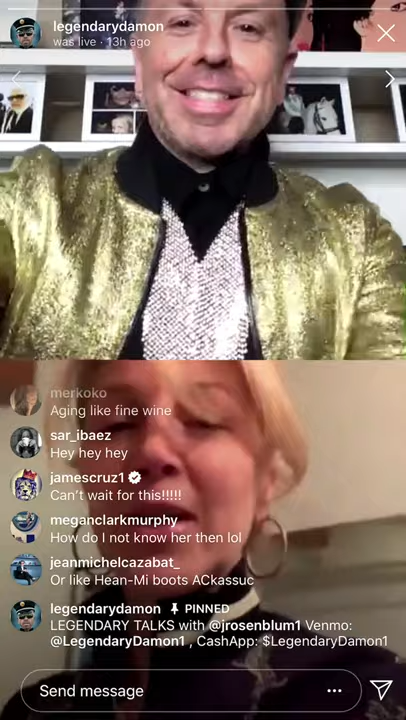 legendarydamon
was live · 13h ago
merkoko
Aging like fine wine
sar_ibaez
Hey hey hey
jamescruz1
Can't wait for this!!!!!
meganclarkmurphy
How do I not know her then lol
jeanmichelcazabat_
Or like Hean-Mi boots ACkassuc
legendarydamon PINNED
LEGENDARY TALKS with @jrosenblum1 Venmo:
@LegendaryDamon1 , CashApp: $LegendaryDamon1
Send message